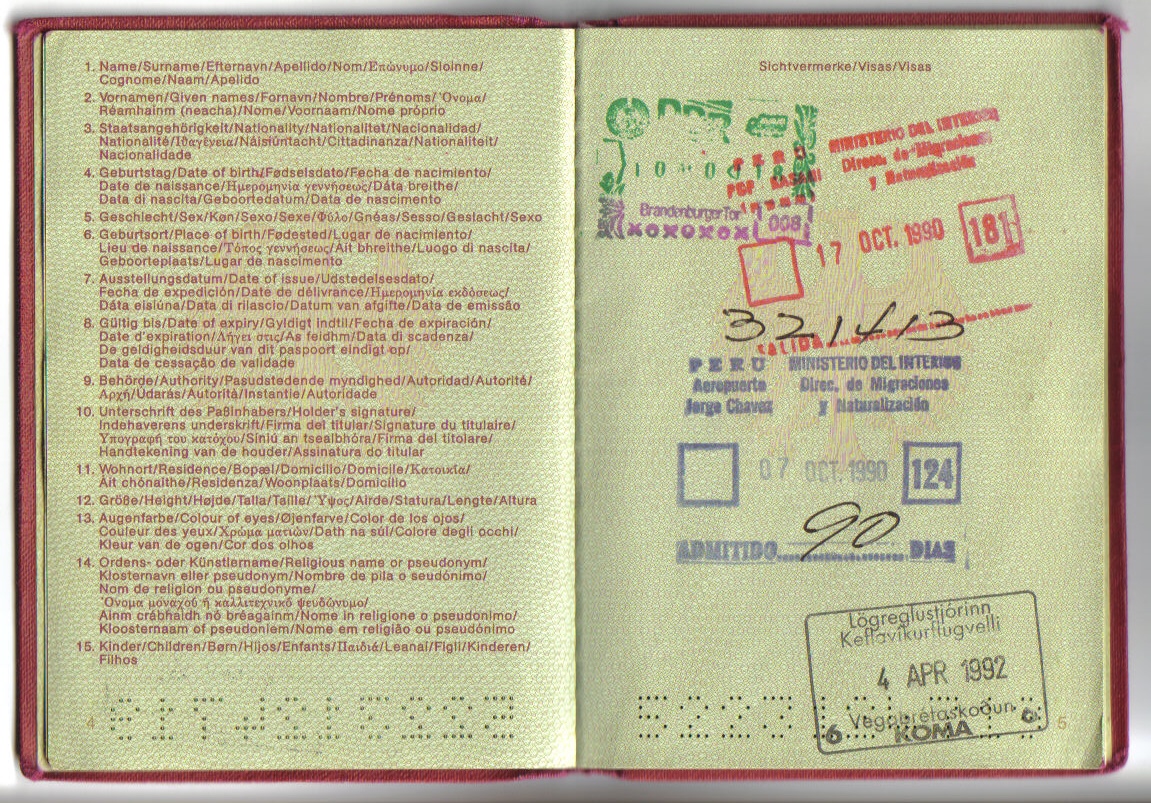 1. Name/Surname/Efternavn/Apellido/Nom/Επώνυμο/Sloinne/
Cognome/Naam/Apelido
2. Vornamen/Given names/Fornavn/Nombre/Prénoms/Όνομα/
Réamhainm (neacha)/Nome/Voornaam/Nome próprio
3. Staatsangehörigkeit/Nationality/Nationalitet/Nacionalidad/
Nationalité/Ιθαγένεια/Náisiúntacht/Cittadinanza/Nationaliteit/
Nacionalidade
4. Geburtstag/Date of birth/Fødselsdato/Fecha de nacimiento/
Date de naissance/Ημερομηνία γεννήσεως/Dáta breithe/
Data di nascita/Geboortedatum/Data de nascimento
5. Geschlecht/Sex/Køn/Sexo/Sexe/Φύλο/Gnéas/Sesso/Geslacht/Sexo
6. Geburtsort/Place of birth/Fødested/Lugar de nacimiento/
Lieu de naissance/Τόπος γεννήσεως/Áit bhreithe/Luogo di nascita/
Geboorteplaats/Lugar de nascimento
7. Ausstellungsdatum/Date of issue/Udstedelsesdato/
Fecha de expedición/Date de délivrance/Ημερομηνία εκδόσεως/
Dáta eisiúna/Data di rilascio/Datum van afgifte/Data de emissão
8. Gültig bis/Date of expiry/Gyldigt indtil/Fecha de expiración/
Date d'expiration/Λήγει στις/As feidhm/Data di scadenza/
De geldigheidsduur van dit paspoort eindigt op/
Data de cessação de validade
9. Behörde/Authority/Pasudstedende myndighed/Autoridad/Autorité/
Αρχή/Údarás/Autorità/Instantie/Autoridade
10. Unterschrift des Paßinhabers/Holder's signature/
Indehaverens underskrift/Firma del titular/Signature du titulaire/
Υπογραφή του κατόχου/Síniú an tsealbhóra/Firma del titolare/
Handtekening van de houder/Assinatura do titular
11. Wohnort/Residence/Bopæl/Domicilio/Domicile/Κατοικία/
Áit chónaithe/Residenza/Woonplaats/Domicílio
12. Größe/Height/Højde/Talla/Taille/Ύψος/Airde/Statura/Lengte/Altura
13. Augenfarbe/Colour of eyes/Øjenfarve/Color de los ojos/
Couleur des yeux/Χρώμα ματιών/Dath na súl/Colore degli occhi/
Kleur van de ogen/Cor dos olhos
14. Ordens- oder Künstlername/Religious name or pseudonym/
Klosternavn eller pseudonym/Nombre de pila o seudónimo/
Nom de religion ou pseudonyme/
Όνομα μοναχού ή καλλιτεχνικό ψευδώνυμο/
Ainm crábhaidh nó bréagainm/Nome in religione o pseudonimo/
Kloosternaam of pseudoniem/Nome em religião ou pseudónimo
15. Kinder/Children/Børn/Hijos/Enfants/Παιδιά/Leanaí/Figli/Kinderen/
Filhos
4
Sichtvermerke/Visas/Visas
DDR
Brandenburger Tor 008
PERU MINISTERIO DEL INTERIOR
Direcc. de Migraciones
y Naturalización
17 OCT. 1990 181
321413
SALIDA
PERU MINISTERIO DEL INTERIOR
Aeropuerto Direc. de Migraciones
Jorge Chavez y Naturalización
07 OCT. 1990 124
90
ADMITIDO DIAS
Lögreglustjórinn
Keflavíkurflugvelli
4 APR 1992
Vegabréfaskoðun
6 KOMA 6
5